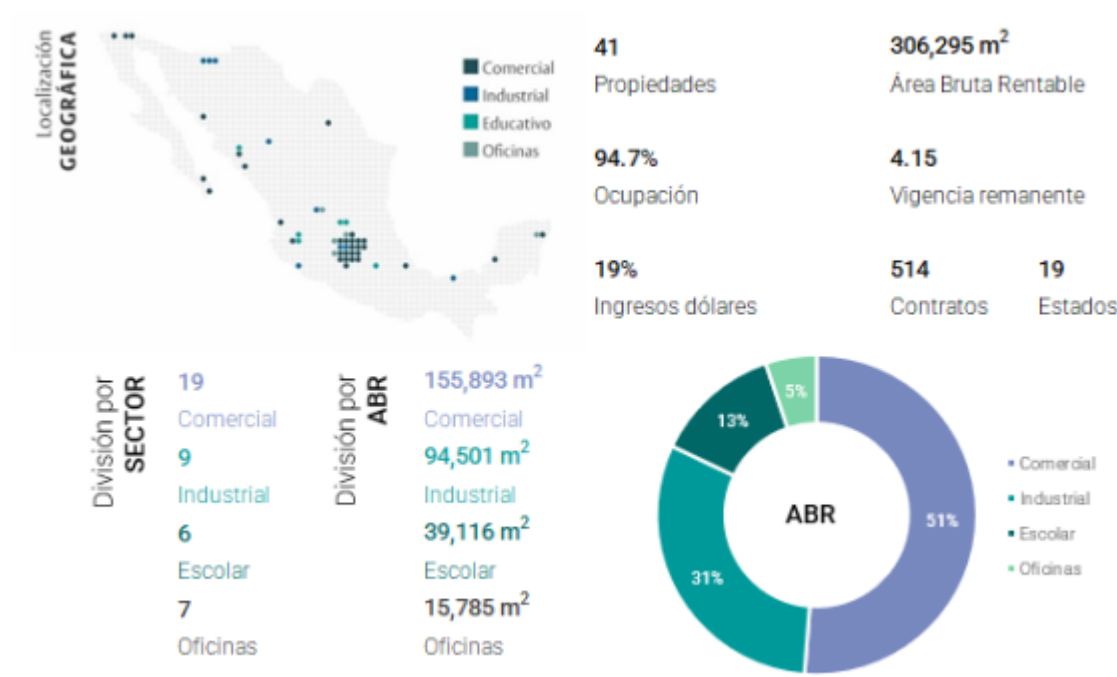 Localización
GEOGRÁFICA
Comercial
Industrial
Educativo
Oficinas
41
Propiedades
306,295 m²
Área Bruta Rentable
94.7%
Ocupación
4.15
Vigencia remanente
19%
Ingresos dólares
514
Contratos
19
Estados
División por
SECTOR
19
Comercial
9
Industrial
6
Escolar
7
Oficinas
División por
ABR
155,893 m²
Comercial
94,501 m²
Industrial
39,116 m²
Escolar
15,785 m²
Oficinas
5%
13%
51%
31%
ABR
Comercial
Industrial
Escolar
Oficinas